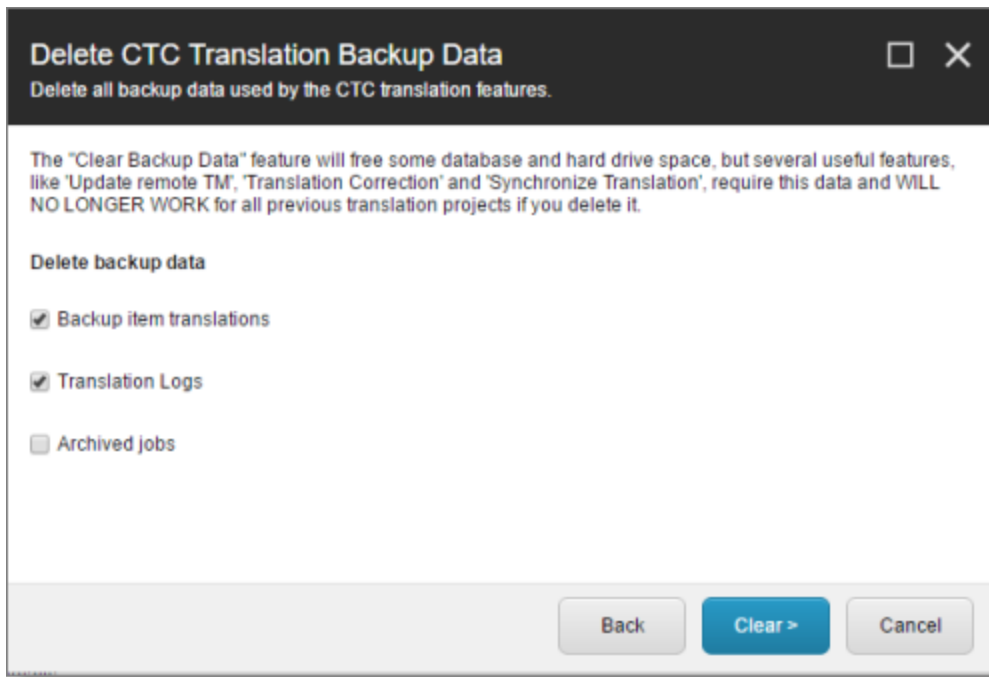 Delete CTC Translation Backup Data
Delete all backup data used by the CTC translation features.
The "Clear Backup Data" feature will free some database and hard drive space, but several useful features,
like 'Update remote TM', 'Translation Correction' and 'Synchronize Translation', require this data and WILL
NO LONGER WORK for all previous translation projects if you delete it.
Delete backup data
Backup item translations
Translation Logs
Archived jobs
Back
Clear >
Cancel